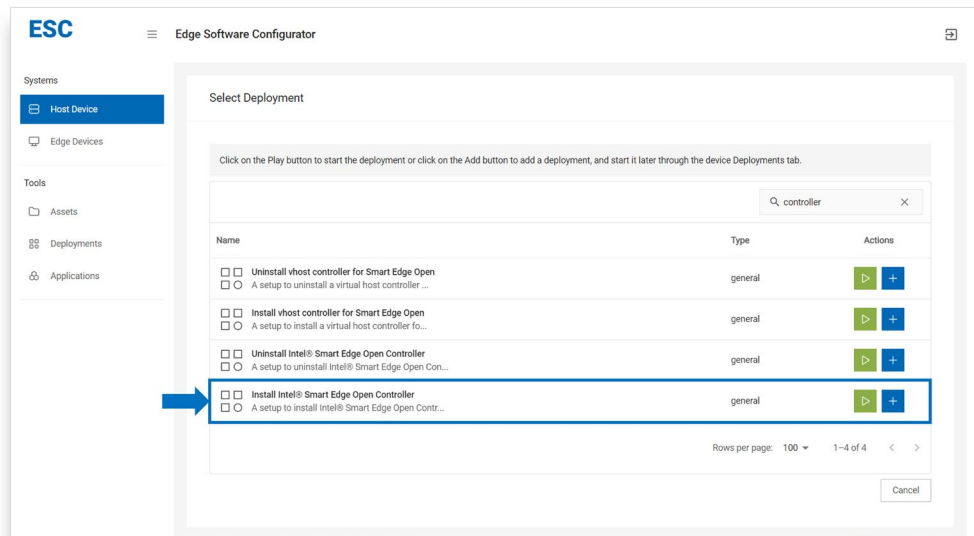 ESC
Edge Software Configurator
Systems
Host Device
Edge Devices
Tools
Assets
Deployments
Applications
Select Deployment
Click on the Play button to start the deployment or click on the Add button to add a deployment, and start it later through the device Deployments tab.
controller
Name Type Actions
Uninstall vhost controller for Smart Edge Open
A setup to uninstall a virtual host controller ...
general
Install vhost controller for Smart Edge Open
A setup to install a virtual host controller fo...
general
Uninstall Intel® Smart Edge Open Controller
A setup to uninstall Intel® Smart Edge Open Con...
general
Install Intel® Smart Edge Open Controller
A setup to install Intel® Smart Edge Open Contr...
general
Rows per page: 100 1–4 of 4
Cancel